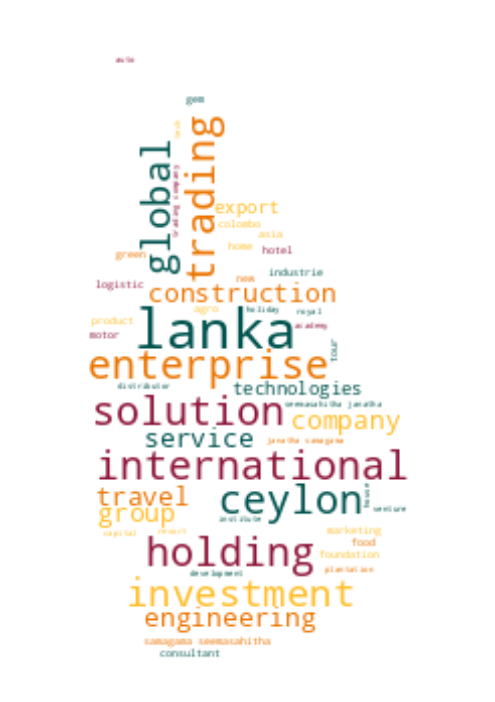 auto
gem
trading
global
trading company
export
colombo
asia
home
hotel
green
industrie
new
logistic
construction
agro
holiday
royal
product
lanka
academy
motor
tour
enterprise
distributor
technologies
solution
seemasahitha janatha
company
service
janatha samagama
international
travel
ceylon
house
group
venture
institute
capital
resort
marketing
food
holding
foundation
plantation
development
investment
engineering
samagama seemasahitha
consultant